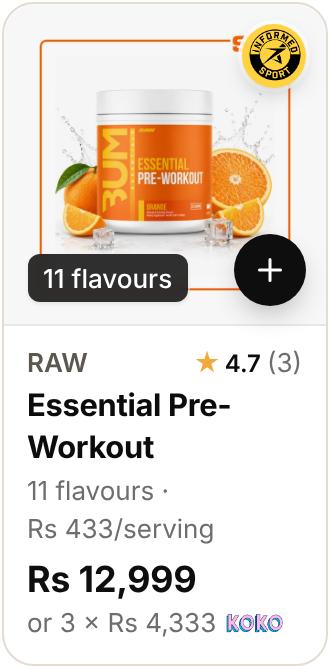 INFORMED
SPORT
BUM
ESSENTIAL
PRE-WORKOUT
ORANGE
11 flavours
+
RAW
★ 4.7 (3)
Essential Pre-
Workout
11 flavours ·
Rs 433/serving
Rs 12,999
or 3 × Rs 4,333 KOKO